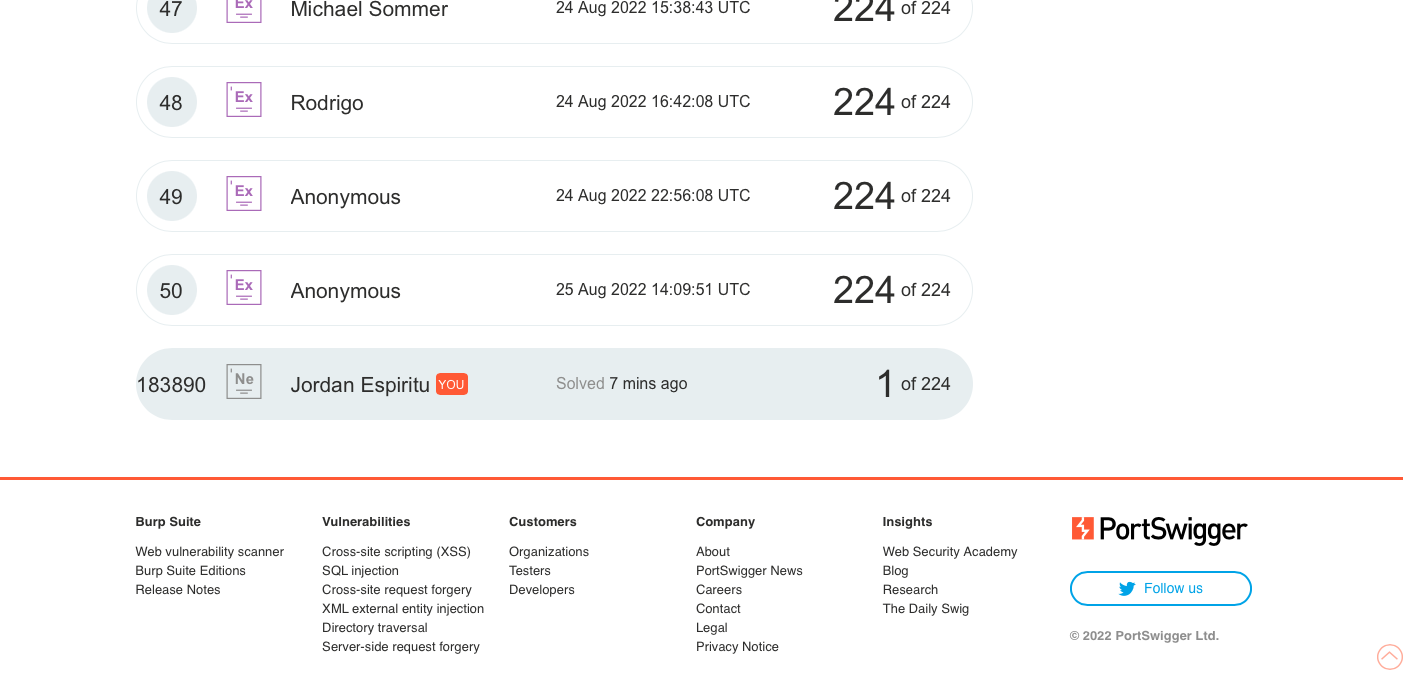 47 Ex Michael Sommer 24 Aug 2022 15:38:43 UTC 224 of 224
48 Ex Rodrigo 24 Aug 2022 16:42:08 UTC 224 of 224
49 Ex Anonymous 24 Aug 2022 22:56:08 UTC 224 of 224
50 Ex Anonymous 25 Aug 2022 14:09:51 UTC 224 of 224
183890 Ne Jordan Espiritu YOU Solved 7 mins ago 1 of 224
Burp Suite
Web vulnerability scanner
Burp Suite Editions
Release Notes
Vulnerabilities
Cross-site scripting (XSS)
SQL injection
Cross-site request forgery
XML external entity injection
Directory traversal
Server-side request forgery
Customers
Organizations
Testers
Developers
Company
About
PortSwigger News
Careers
Contact
Legal
Privacy Notice
Insights
Web Security Academy
Blog
Research
The Daily Swig
PortSwigger
Follow us
© 2022 PortSwigger Ltd.